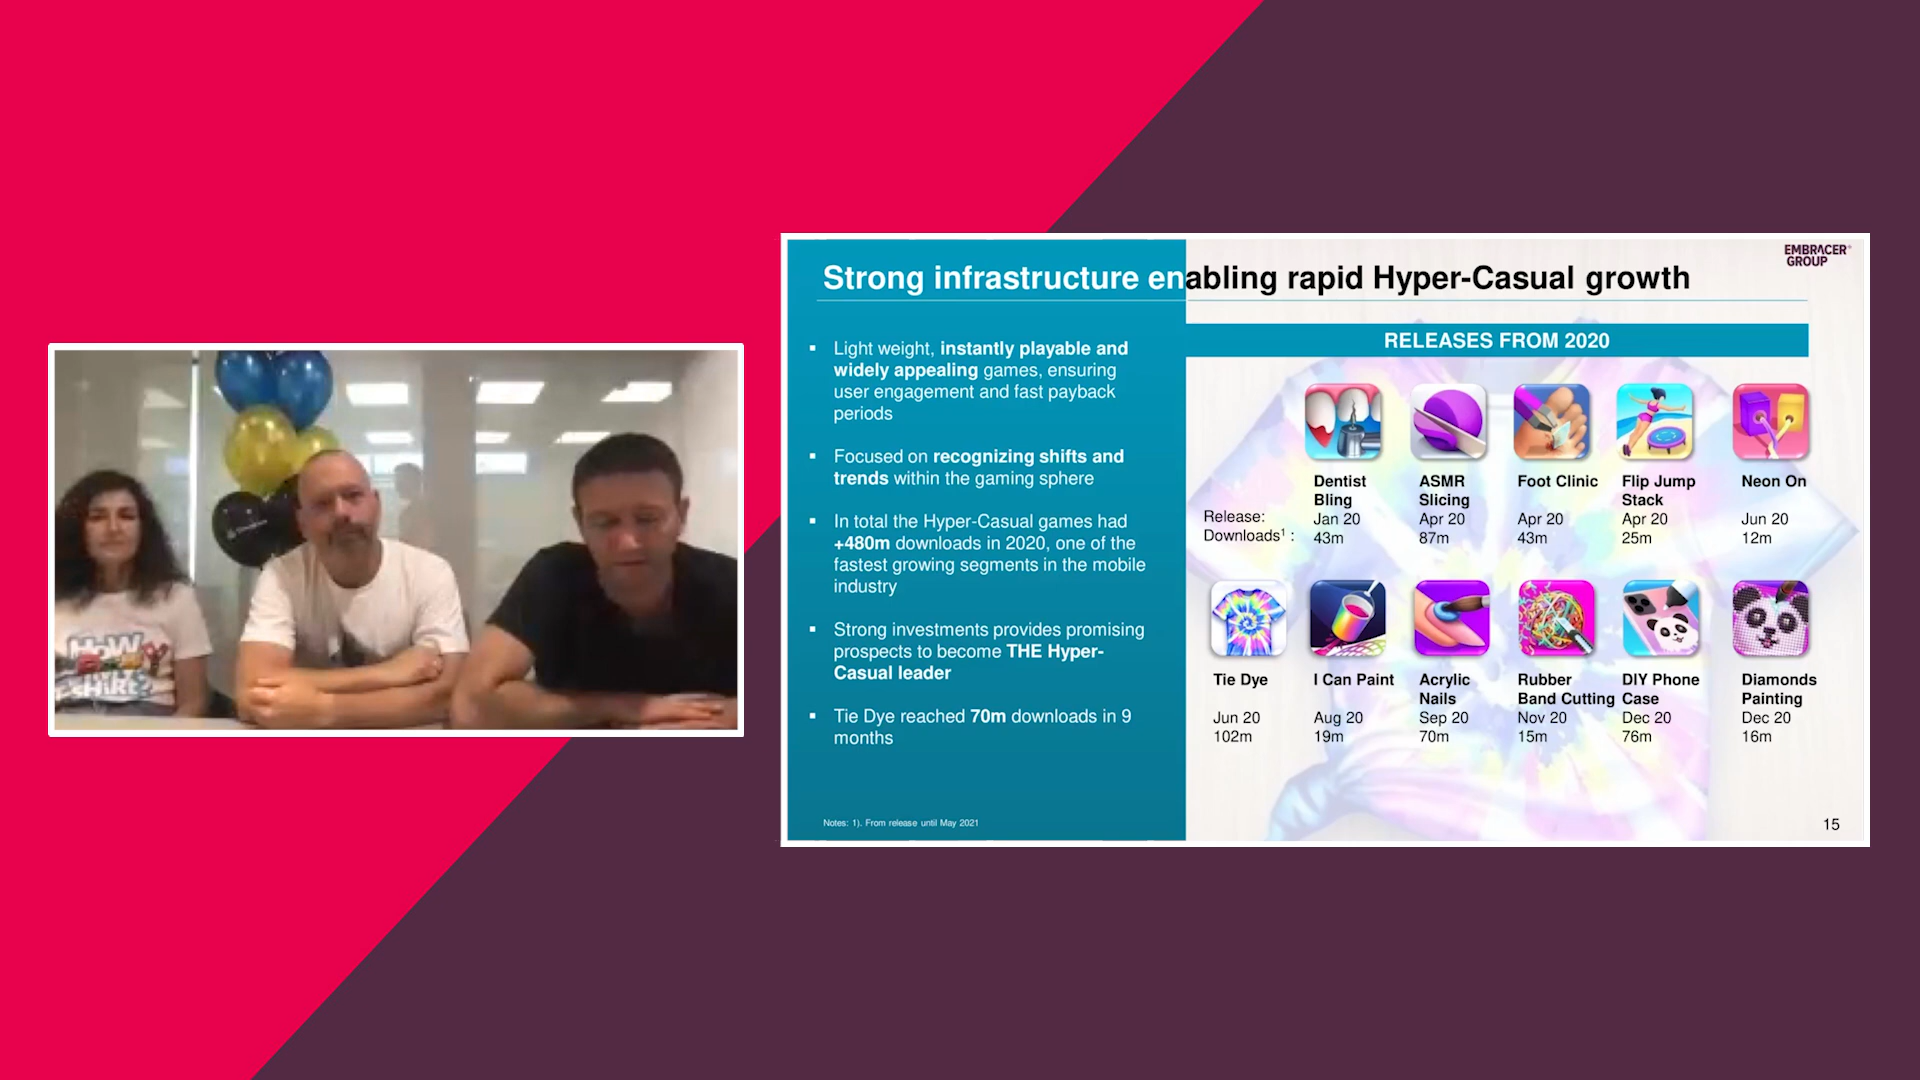 EMBRACER
GROUP
Strong infrastructure enabling rapid Hyper-Casual growth
▪ Light weight, instantly playable and
widely appealing games, ensuring
user engagement and fast payback
periods
▪ Focused on recognizing shifts and
trends within the gaming sphere
▪ In total the Hyper-Casual games had
+480m downloads in 2020, one of the
fastest growing segments in the mobile
industry
▪ Strong investments provides promising
prospects to become THE Hyper-
Casual leader
▪ Tie Dye reached 70m downloads in 9
months
Notes: 1). From release until May 2021
RELEASES FROM 2020
Dentist ASMR Foot Clinic Flip Jump Neon On
Bling Slicing Stack
Release: Jan 20 Apr 20 Apr 20 Apr 20 Jun 20
Downloads¹ : 43m 87m 43m 25m 12m
Tie Dye I Can Paint Acrylic Rubber DIY Phone Diamonds
Nails Band Cutting Case Painting
Jun 20 Aug 20 Sep 20 Nov 20 Dec 20 Dec 20
102m 19m 70m 15m 76m 16m
15
HOW
HIRE?